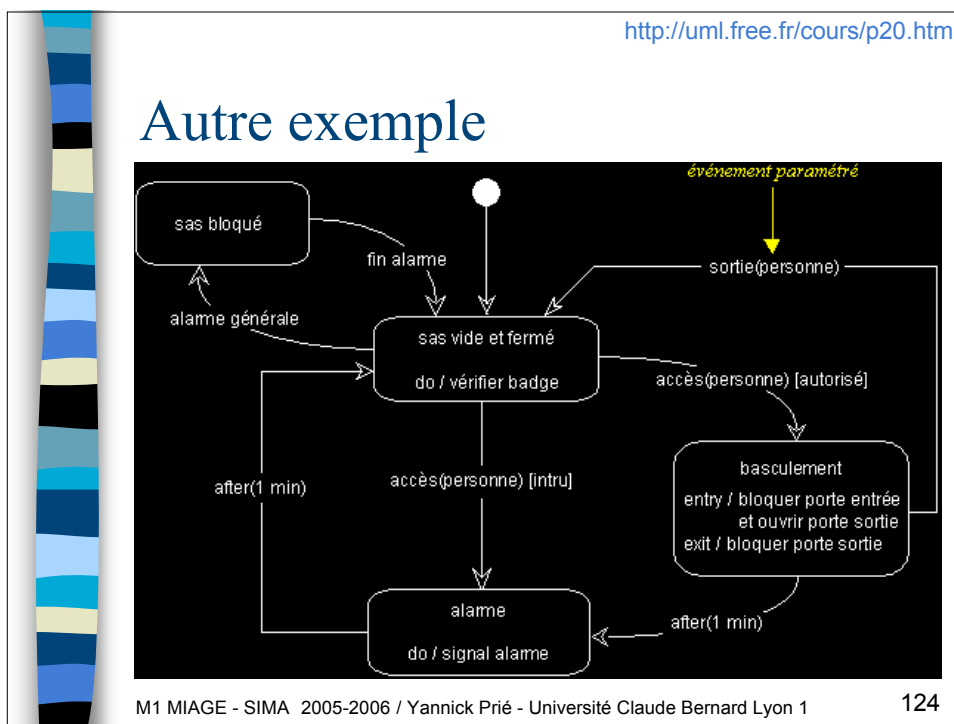 http://uml.free.fr/cours/p20.htm
Autre exemple
événement paramétré
sas bloqué
fin alarme
sortie(personne)
alarme générale
sas vide et fermé
do / vérifier badge
accès(personne) [autorisé]
basculement
after(1 min)
accès(personne) [intru]
entry / bloquer porte entrée
et ouvrir porte sortie
exit / bloquer porte sortie
alarme
after(1 min)
do / signal alarme
M1 MIAGE - SIMA 2005-2006 / Yannick Prié - Université Claude Bernard Lyon 1
124